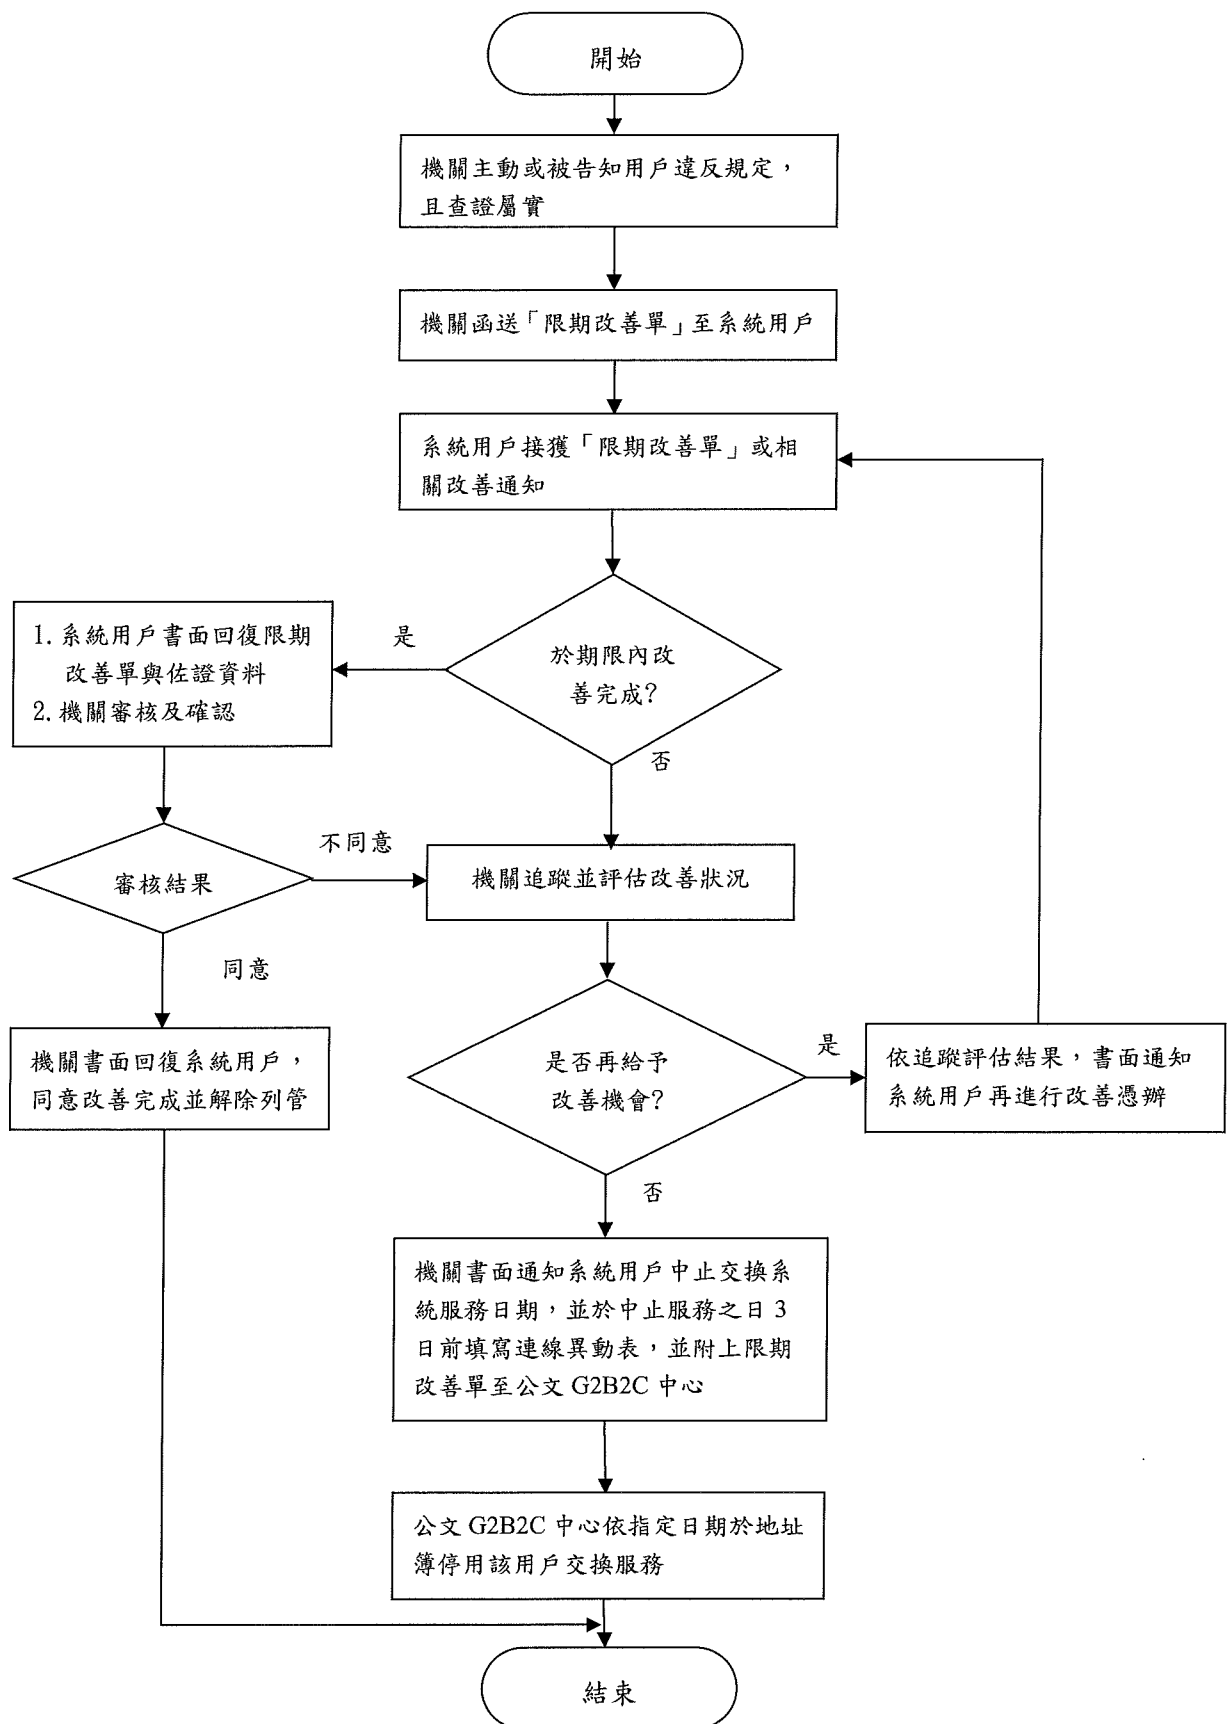 開始
機關主動或被告知用戶違反規定，
且查證屬實
機關函送「限期改善單」至系統用戶
系統用戶接獲「限期改善單」或相
關改善通知
於期限內改
善完成?
是
否
1.系統用戶書面回復限期
改善單與佐證資料
2.機關審核及確認
審核結果
不同意
同意
機關追蹤並評估改善狀況
機關書面回復系統用戶，
同意改善完成並解除列管
是否再給予
改善機會?
是
否
依追蹤評估結果，書面通知
系統用戶再進行改善憑辦
機關書面通知系統用戶中止交換系
統服務日期，並於中止服務之日 3
日前填寫連線異動表，並附上限期
改善單至公文 G2B2C 中心
公文 G2B2C 中心依指定日期於地址
簿停用該用戶交換服務
結束